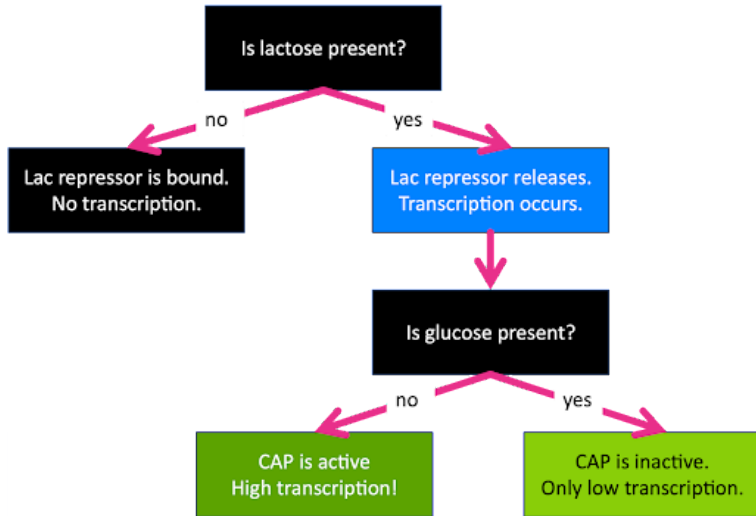 Is lactose present?
no
yes
Lac repressor is bound.
No transcription.
Lac repressor releases.
Transcription occurs.
Is glucose present?
no
yes
CAP is active
High transcription!
CAP is inactive.
Only low transcription.